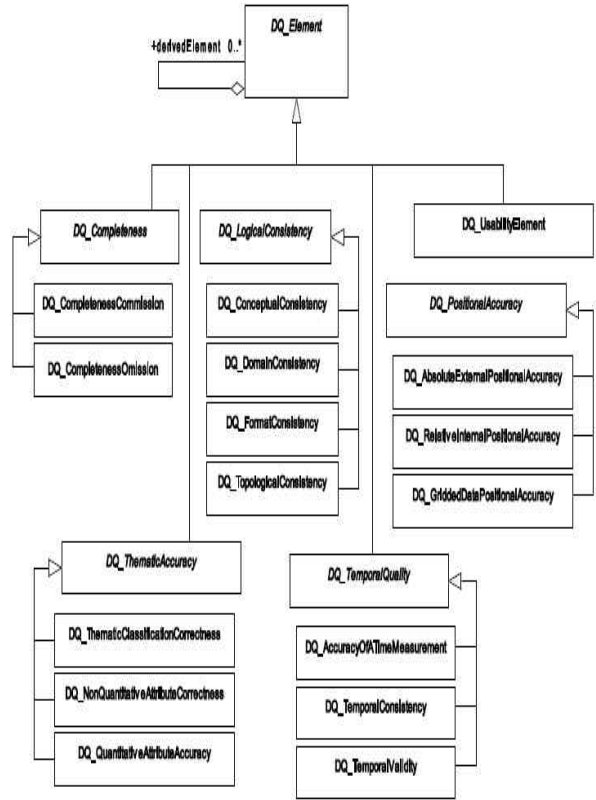 DQ_Element
+derivedElement 0..*
DQ_Completeness
DQ_LogicalConsistency
DQ_UsabilityElement
DQ_CompletenessCommission
DQ_CompletenessOmission
DQ_ConceptualConsistency
DQ_DomainConsistency
DQ_FormatConsistency
DQ_TopologicalConsistency
DQ_PositionalAccuracy
DQ_AbsoluteExternalPositionalAccuracy
DQ_RelativeInternalPositionalAccuracy
DQ_GriddedDataPositionalAccuracy
DQ_ThematicAccuracy
DQ_ThematicClassificationCorrectness
DQ_NonQuantitativeAttributeCorrectness
DQ_QuantitativeAttributeAccuracy
DQ_TemporalQuality
DQ_AccuracyOfATimeMeasurement
DQ_TemporalConsistency
DQ_TemporalValidity